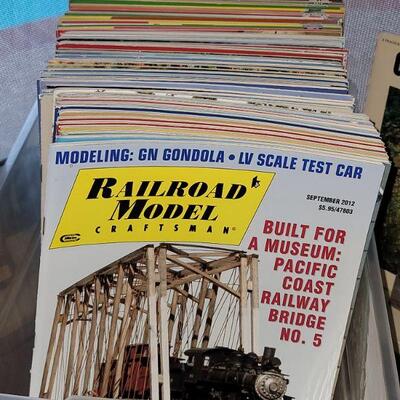 MODELING: GN GONDOLA • LV SCALE TEST CAR
RAILROAD
MODEL
CRAFTSMAN
SEPTEMBER 2012
$5.95/47803
BUILT FOR
A MUSEUM:
PACIFIC
COAST
RAILWAY
BRIDGE
NO. 5